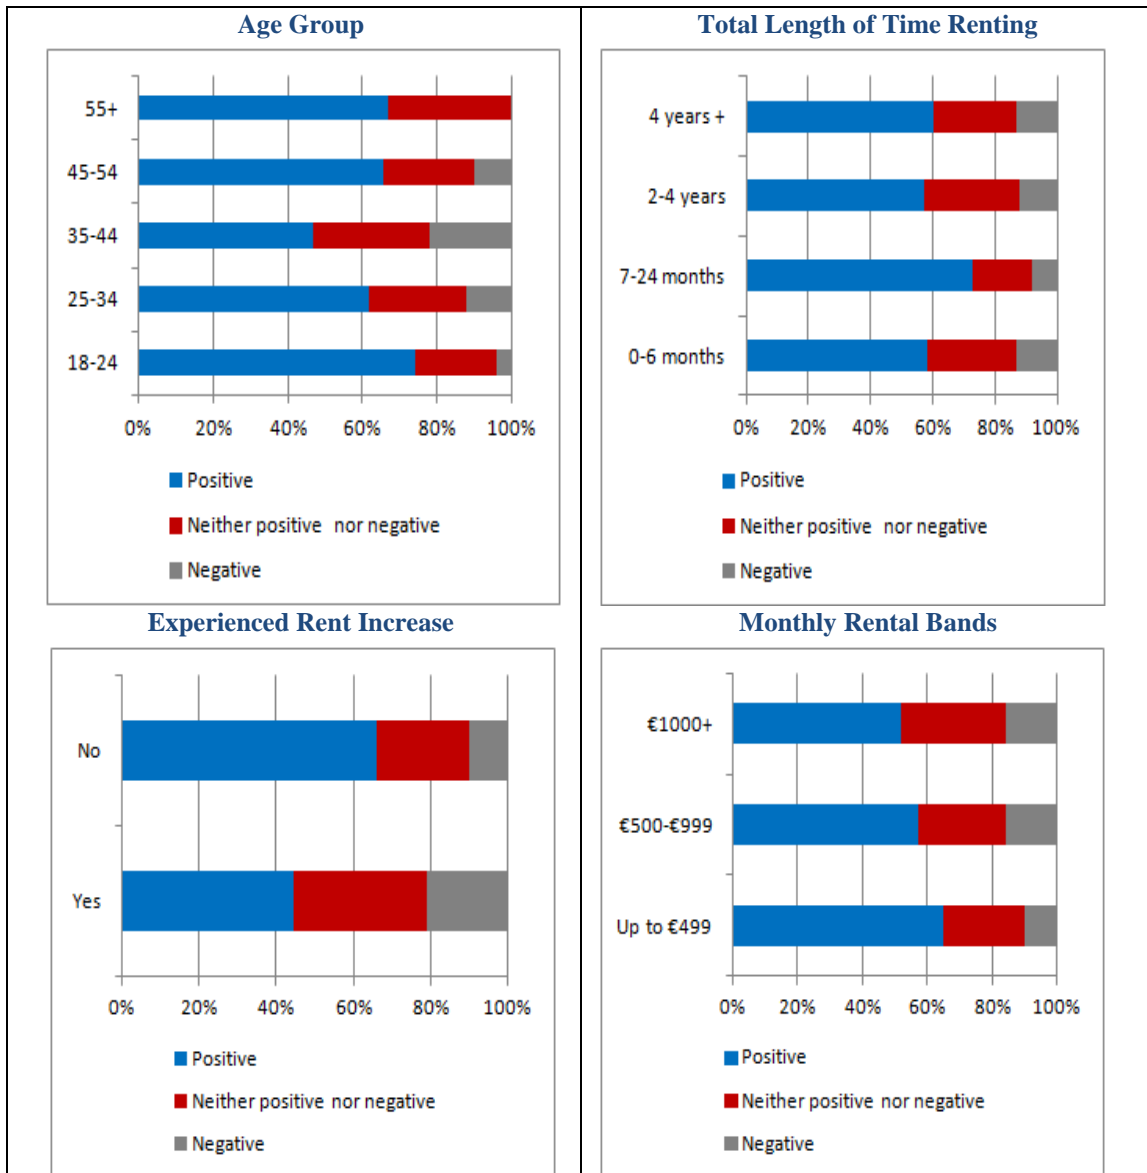 Age Group
55+
45-54
35-44
25-34
18-24
0% 20% 40% 60% 80% 100%
Positive
Neither positive nor negative
Negative
Total Length of Time Renting
4 years +
2-4 years
7-24 months
0-6 months
0% 20% 40% 60% 80% 100%
Positive
Neither positive nor negative
Negative
Experienced Rent Increase
No
Yes
0% 20% 40% 60% 80% 100%
Positive
Neither positive nor negative
Negative
Monthly Rental Bands
€1000+
€500-€999
Up to €499
0% 20% 40% 60% 80% 100%
Positive
Neither positive nor negative
Negative